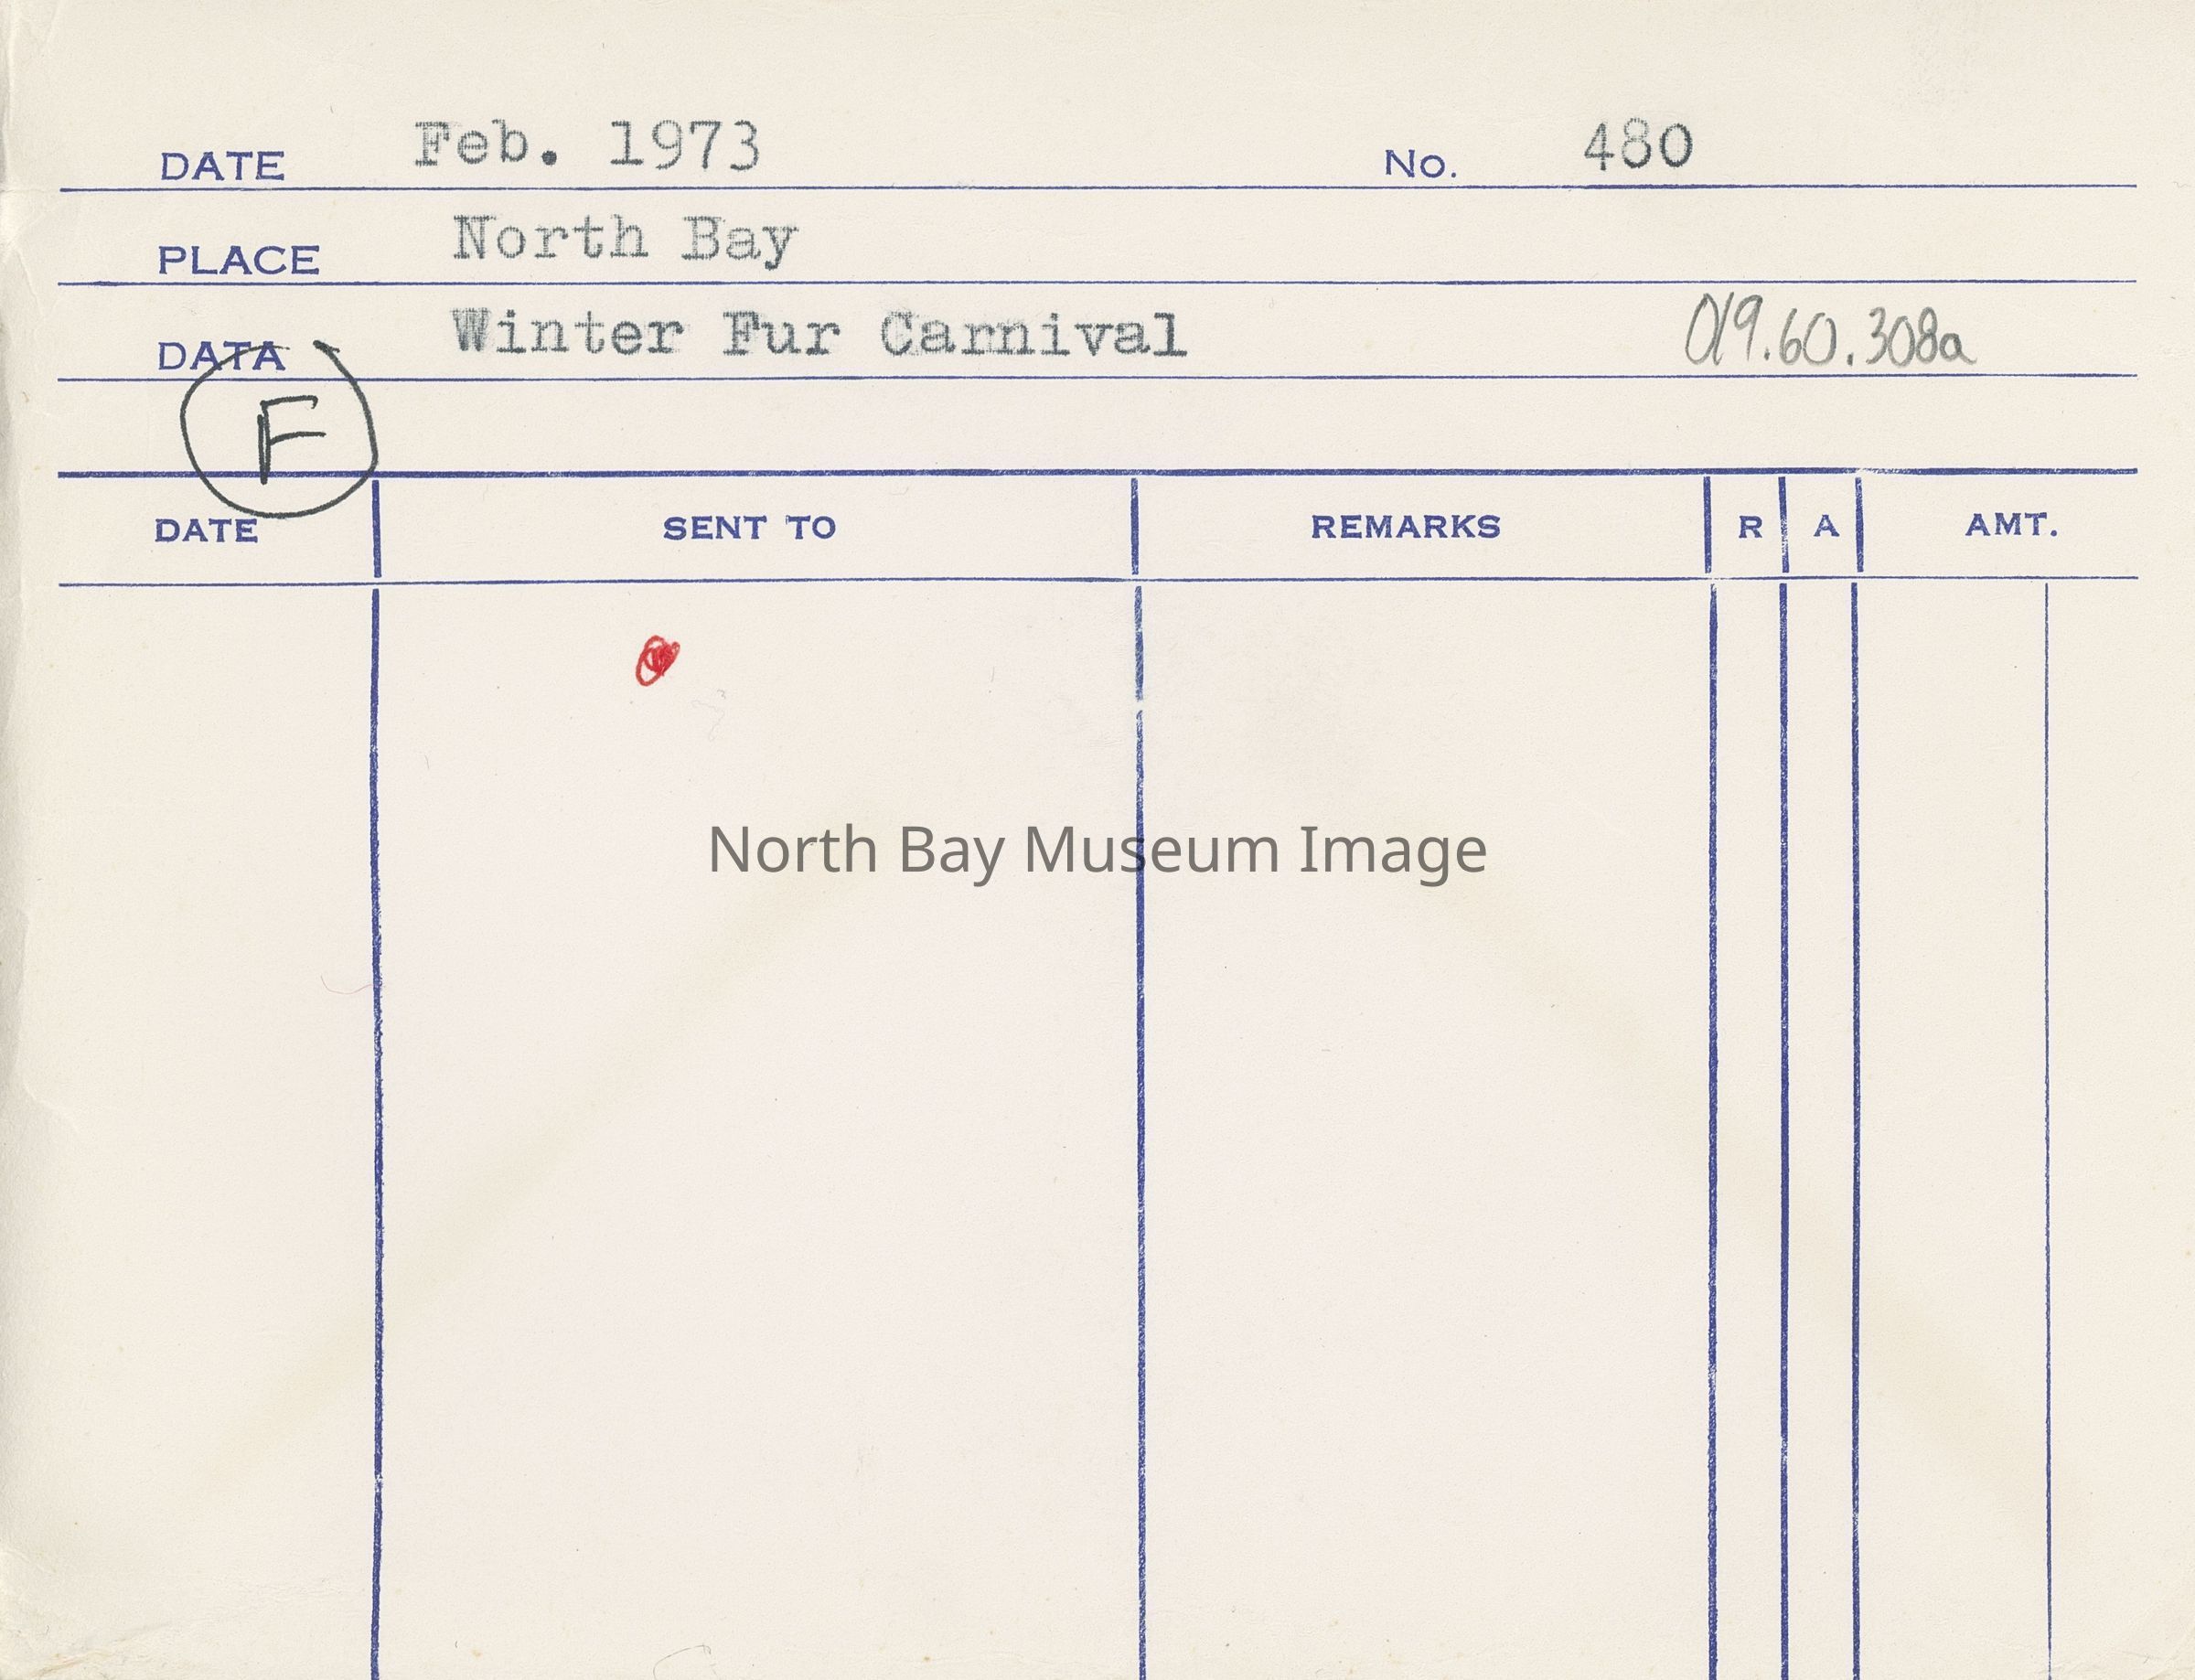 DATE Feb. 1973 No. 480
PLACE North Bay
DATA Winter Fur Carnival 019.60.308a
F
DATE SENT TO REMARKS R A AMT.
North Bay Museum Image